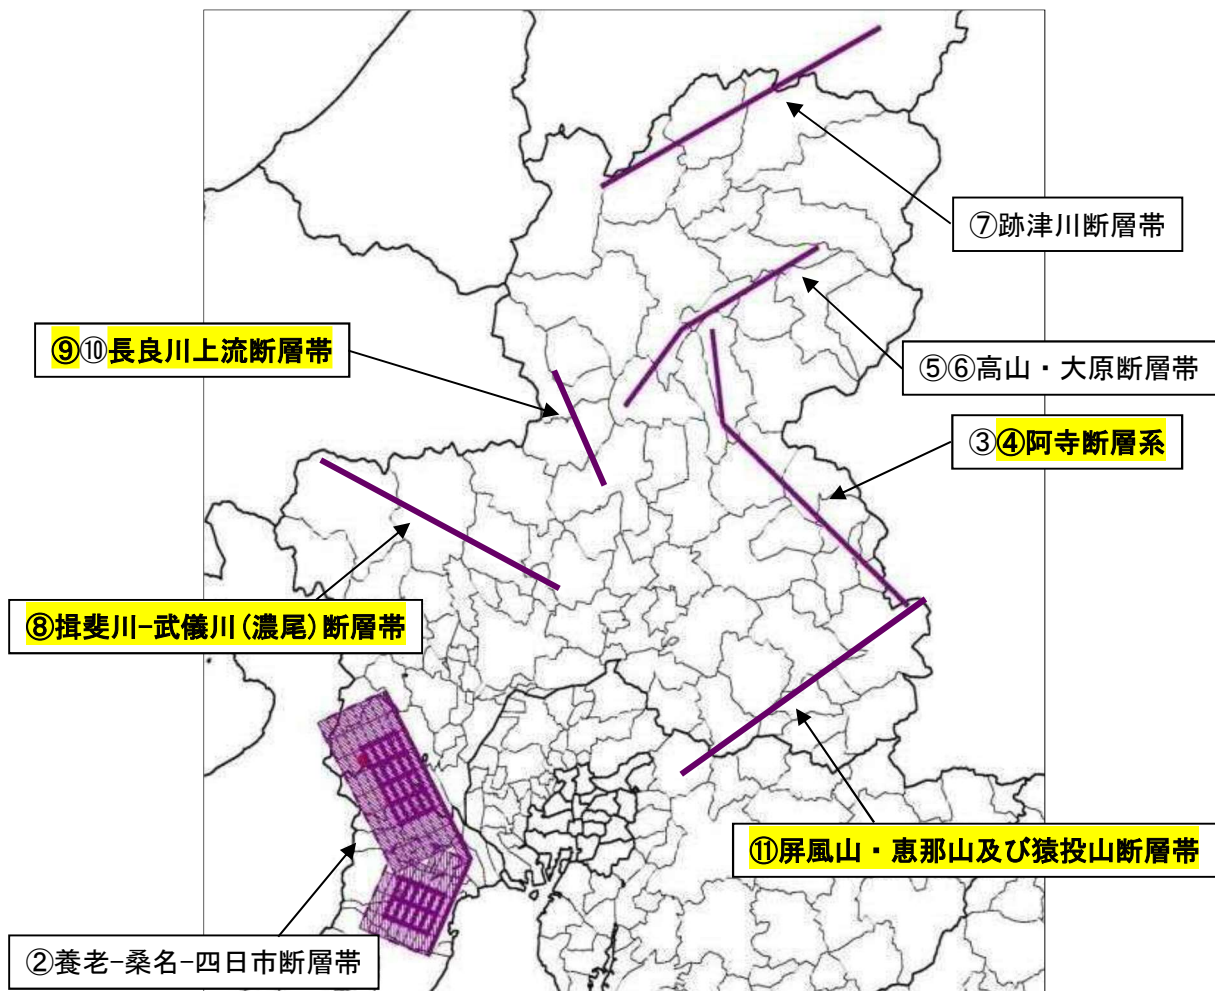 ⑦跡津川断層帯
⑨⑩長良川上流断層帯
⑤⑥高山・大原断層帯
③④阿寺断層系
⑧揖斐川−武儀川(濃尾)断層帯
⑪屏風山・恵那山及び猿投山断層帯
②養老−桑名−四日市断層帯